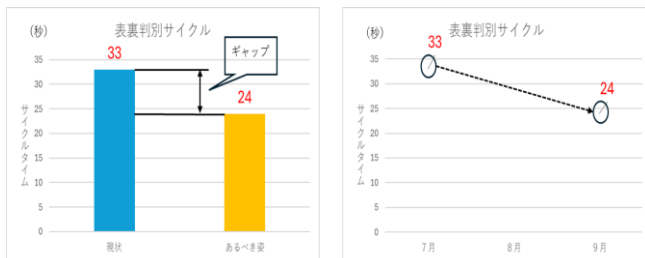 表裏判別サイクル
(秒)
33
ギャップ
24
サイクルタイム
35
30
25
20
15
10
5
0
現状
あるべき姿
表裏判別サイクル
(秒)
33
24
サイクルタイム
35
30
25
20
15
10
5
0
7月
8月
9月